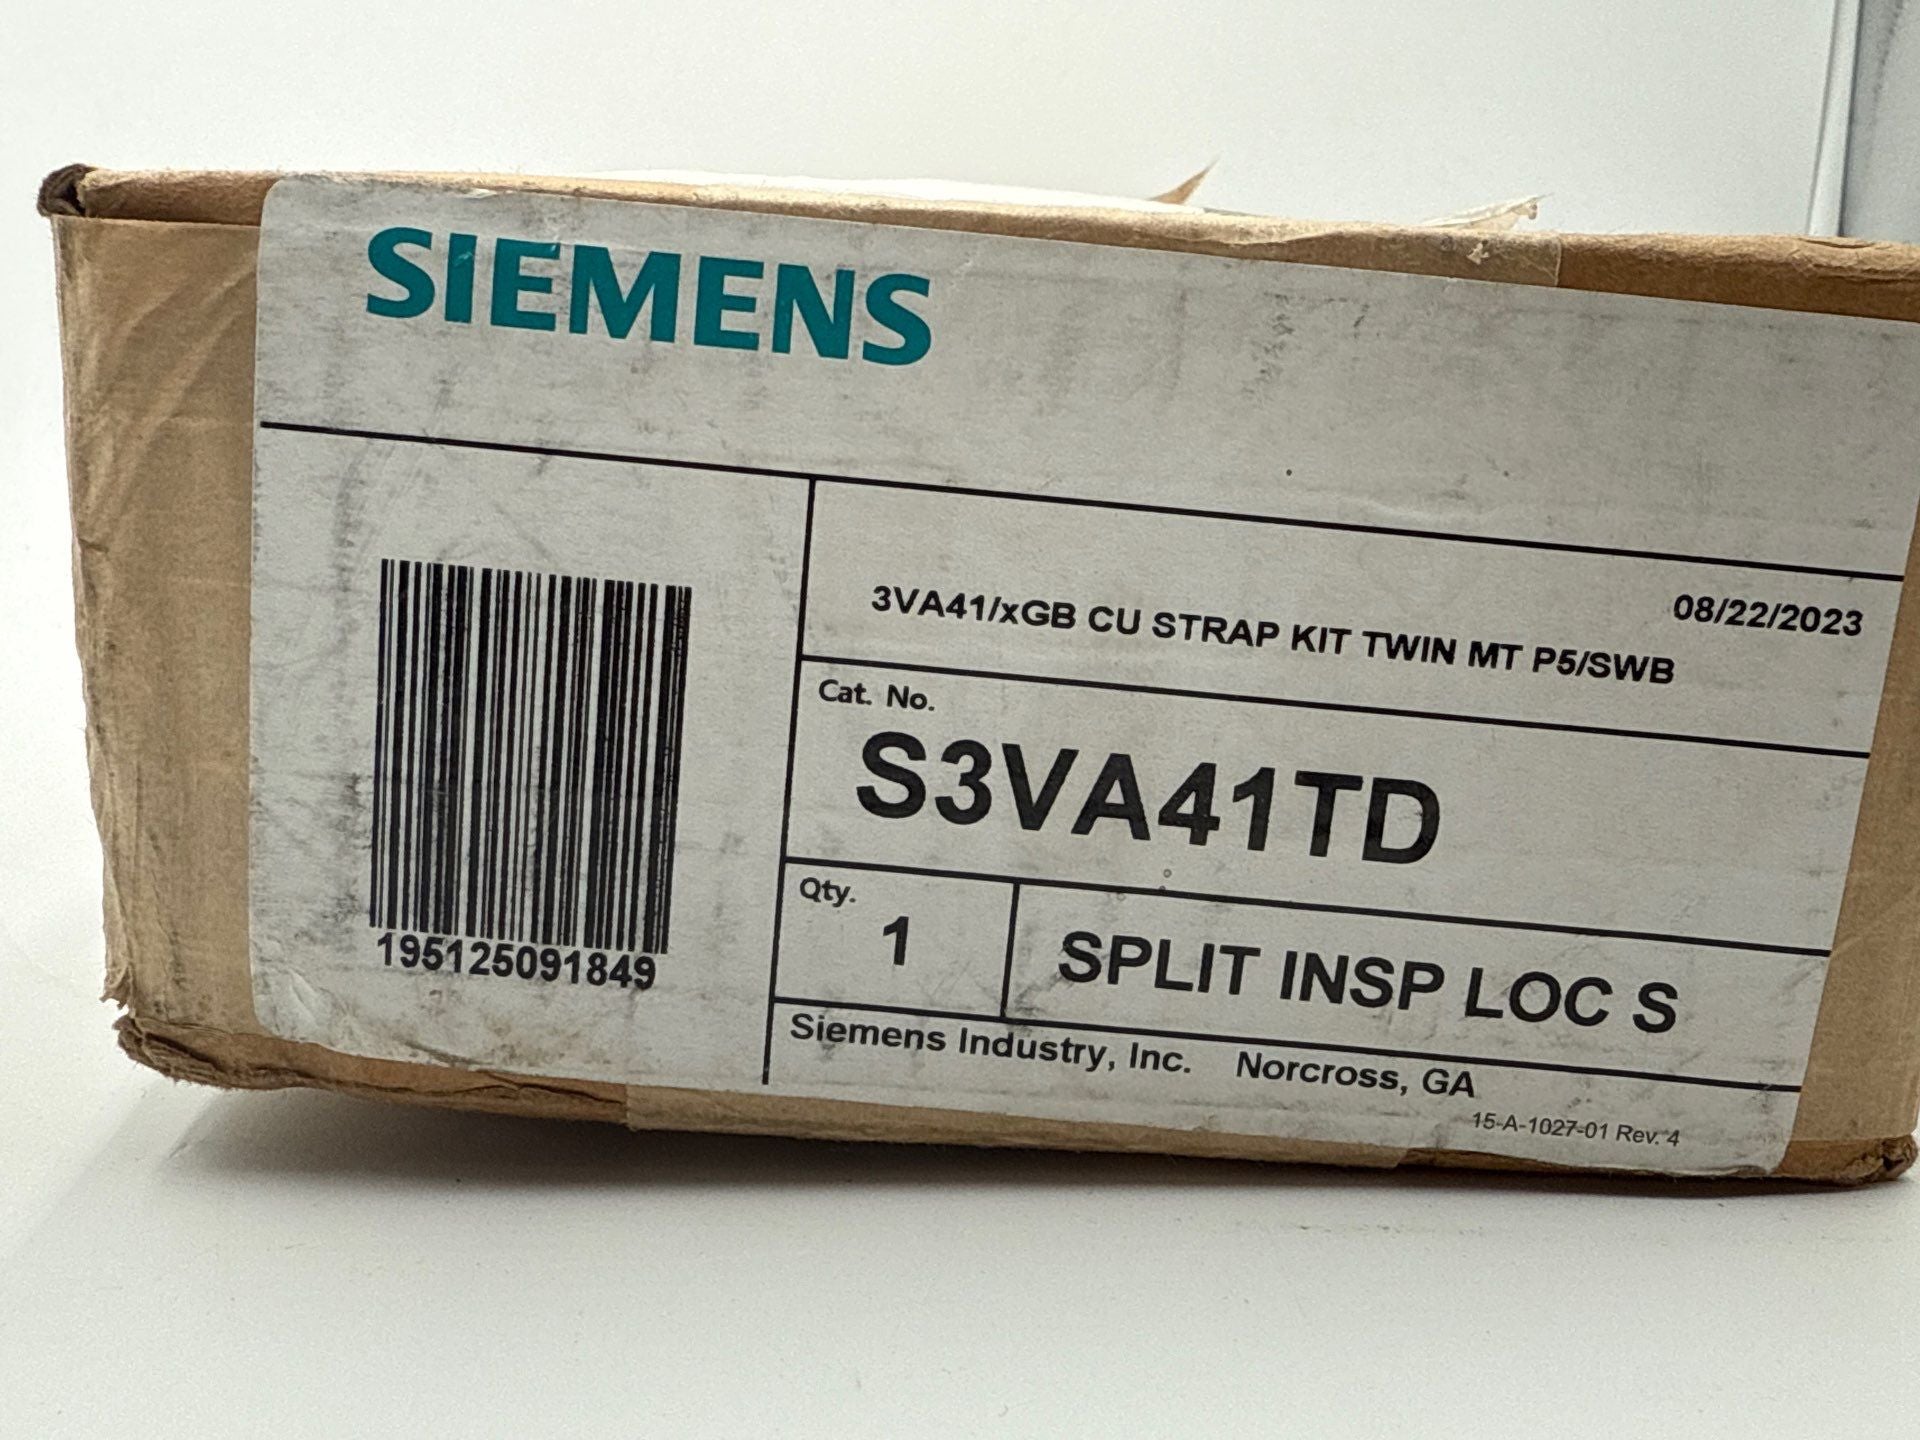 SIEMENS
08/22/2023
3VA41/xGB CU STRAP KIT TWIN MT P5/SWB
Cat. No.
S3VA41TD
195125091849
Qty.
1
SPLIT INSP LOC S
Siemens Industry, Inc. Norcross, GA
15-A-1027-01 Rev. 4